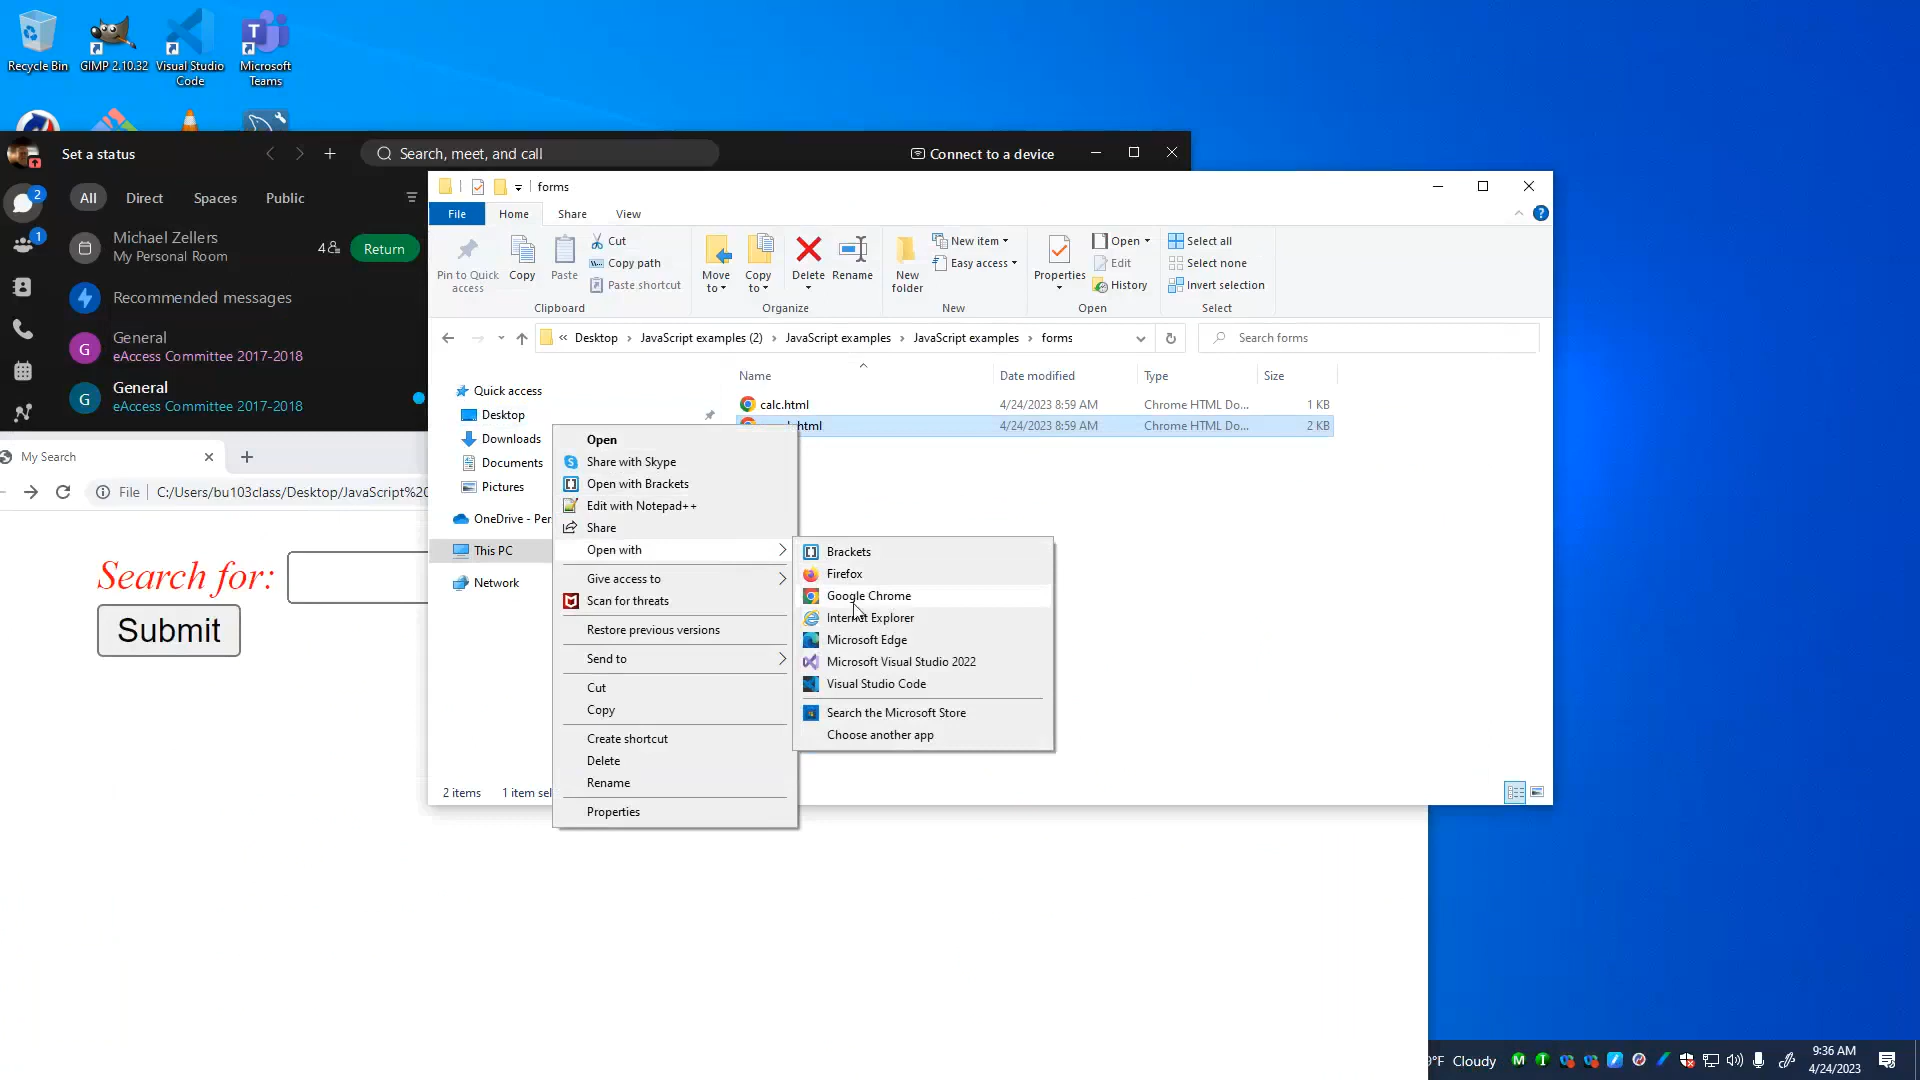 Recycle Bin
GIMP 2.10.32
Visual Studio
Code
Microsoft
Teams
Set a status
Search, meet, and call
Connect to a device
2
All
Direct
Spaces
Public
1
Michael Zellers
My Personal Room
4
Return
Recommended messages
G
General
eAccess Committee 2017-2018
G
General
eAccess Committee 2017-2018
My Search
File
C:/Users/bu103class/Desktop/JavaScript%20
Search for:
Submit
forms
File
Home
Share
View
Pin to Quick
access
Copy
Paste
Cut
Copy path
Paste shortcut
Clipboard
Move
to
Copy
to
Delete
Rename
Organize
New
folder
New item
Easy access
New
Properties
Open
Edit
History
Open
Select all
Select none
Invert selection
Select
« Desktop > JavaScript examples (2) > JavaScript examples > JavaScript examples > forms
Search forms
Name
Date modified
Type
Size
calc.html
4/24/2023 8:59 AM
Chrome HTML Do...
1 KB
html
4/24/2023 8:59 AM
Chrome HTML Do...
2 KB
Quick access
Desktop
Downloads
Documents
Pictures
OneDrive - Per
This PC
Network
2 items
1 item sel
Open
Share with Skype
Open with Brackets
Edit with Notepad++
Share
Open with
Give access to
Scan for threats
Restore previous versions
Send to
Cut
Copy
Create shortcut
Delete
Rename
Properties
Brackets
Firefox
Google Chrome
Internet Explorer
Microsoft Edge
Microsoft Visual Studio 2022
Visual Studio Code
Search the Microsoft Store
Choose another app
°F Cloudy
9:36 AM
4/24/2023